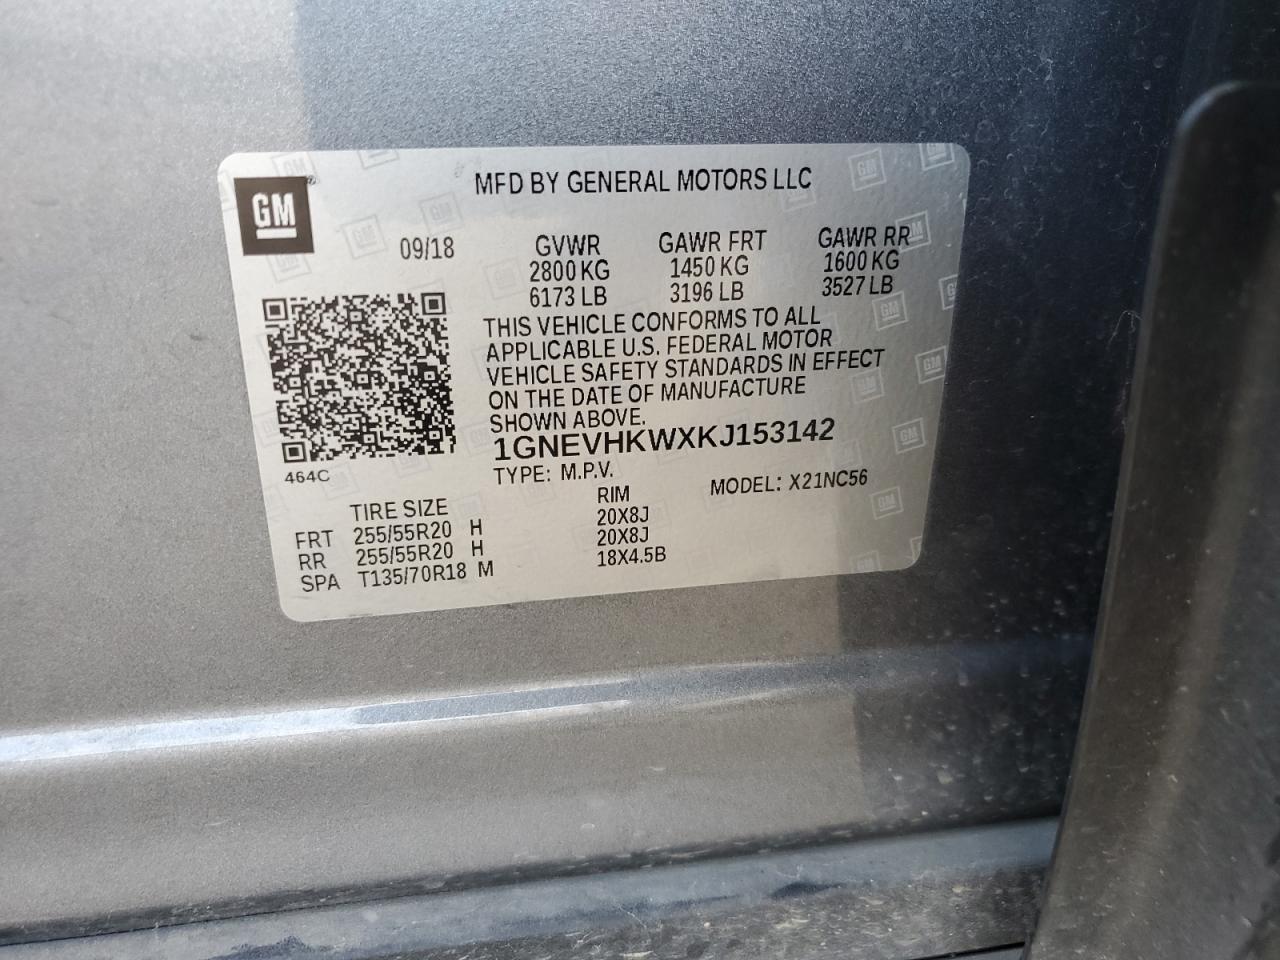 GM
MFD BY GENERAL MOTORS LLC
09/18
GVWR GAWR FRT GAWR RR
2800 KG 1450 KG 1600 KG
6173 LB 3196 LB 3527 LB
THIS VEHICLE CONFORMS TO ALL
APPLICABLE U.S. FEDERAL MOTOR
VEHICLE SAFETY STANDARDS IN EFFECT
ON THE DATE OF MANUFACTURE
SHOWN ABOVE.
1GNEVHKWXKJ153142
464C
TYPE: M.P.V. MODEL: X21NC56
TIRE SIZE RIM
FRT 255/55R20 H 20X8J
RR 255/55R20 H 20X8J
SPA T135/70R18 M 18X4.5B